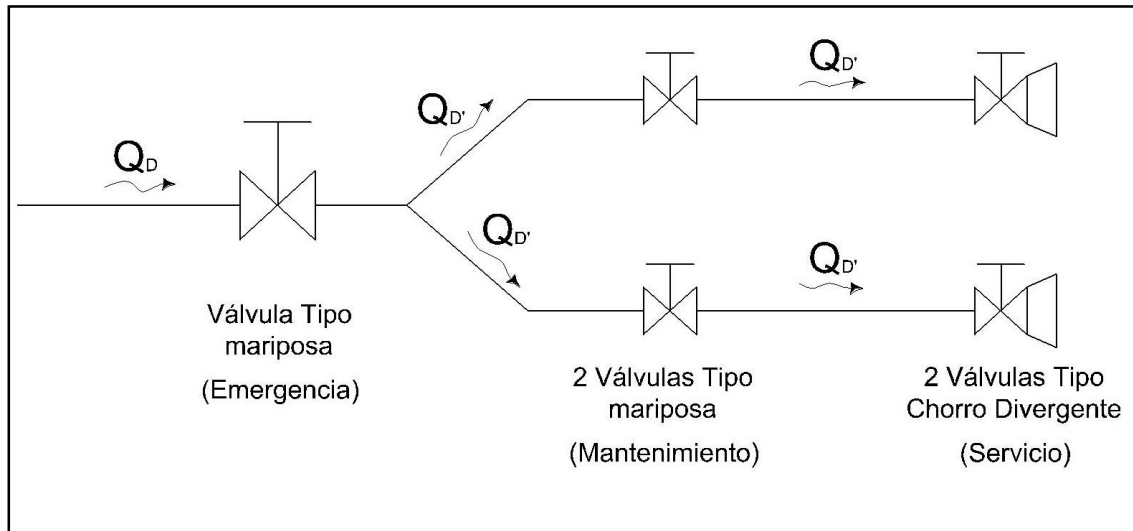 Q_D'
Q_D'
Q_D
Q_D'
Q_D'
Válvula Tipo
mariposa
(Emergencia)
2 Válvulas Tipo
mariposa
(Mantenimiento)
2 Válvulas Tipo
Chorro Divergente
(Servicio)